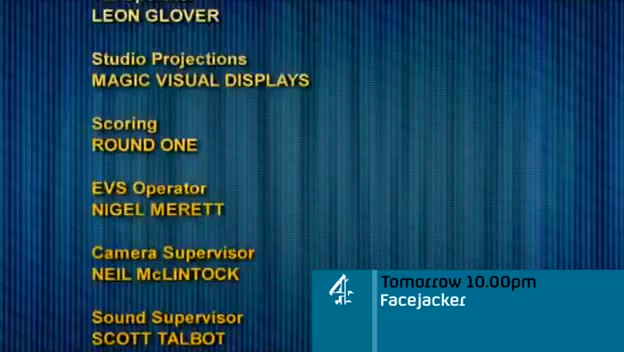 LEON GLOVER
Studio Projections
MAGIC VISUAL DISPLAYS
Scoring
ROUND ONE
EVS Operator
NIGEL MERETT
Camera Supervisor
NEIL McLINTOCK
Sound Supervisor
SCOTT TALBOT
4
Tomorrow 10.00pm
Facejacker